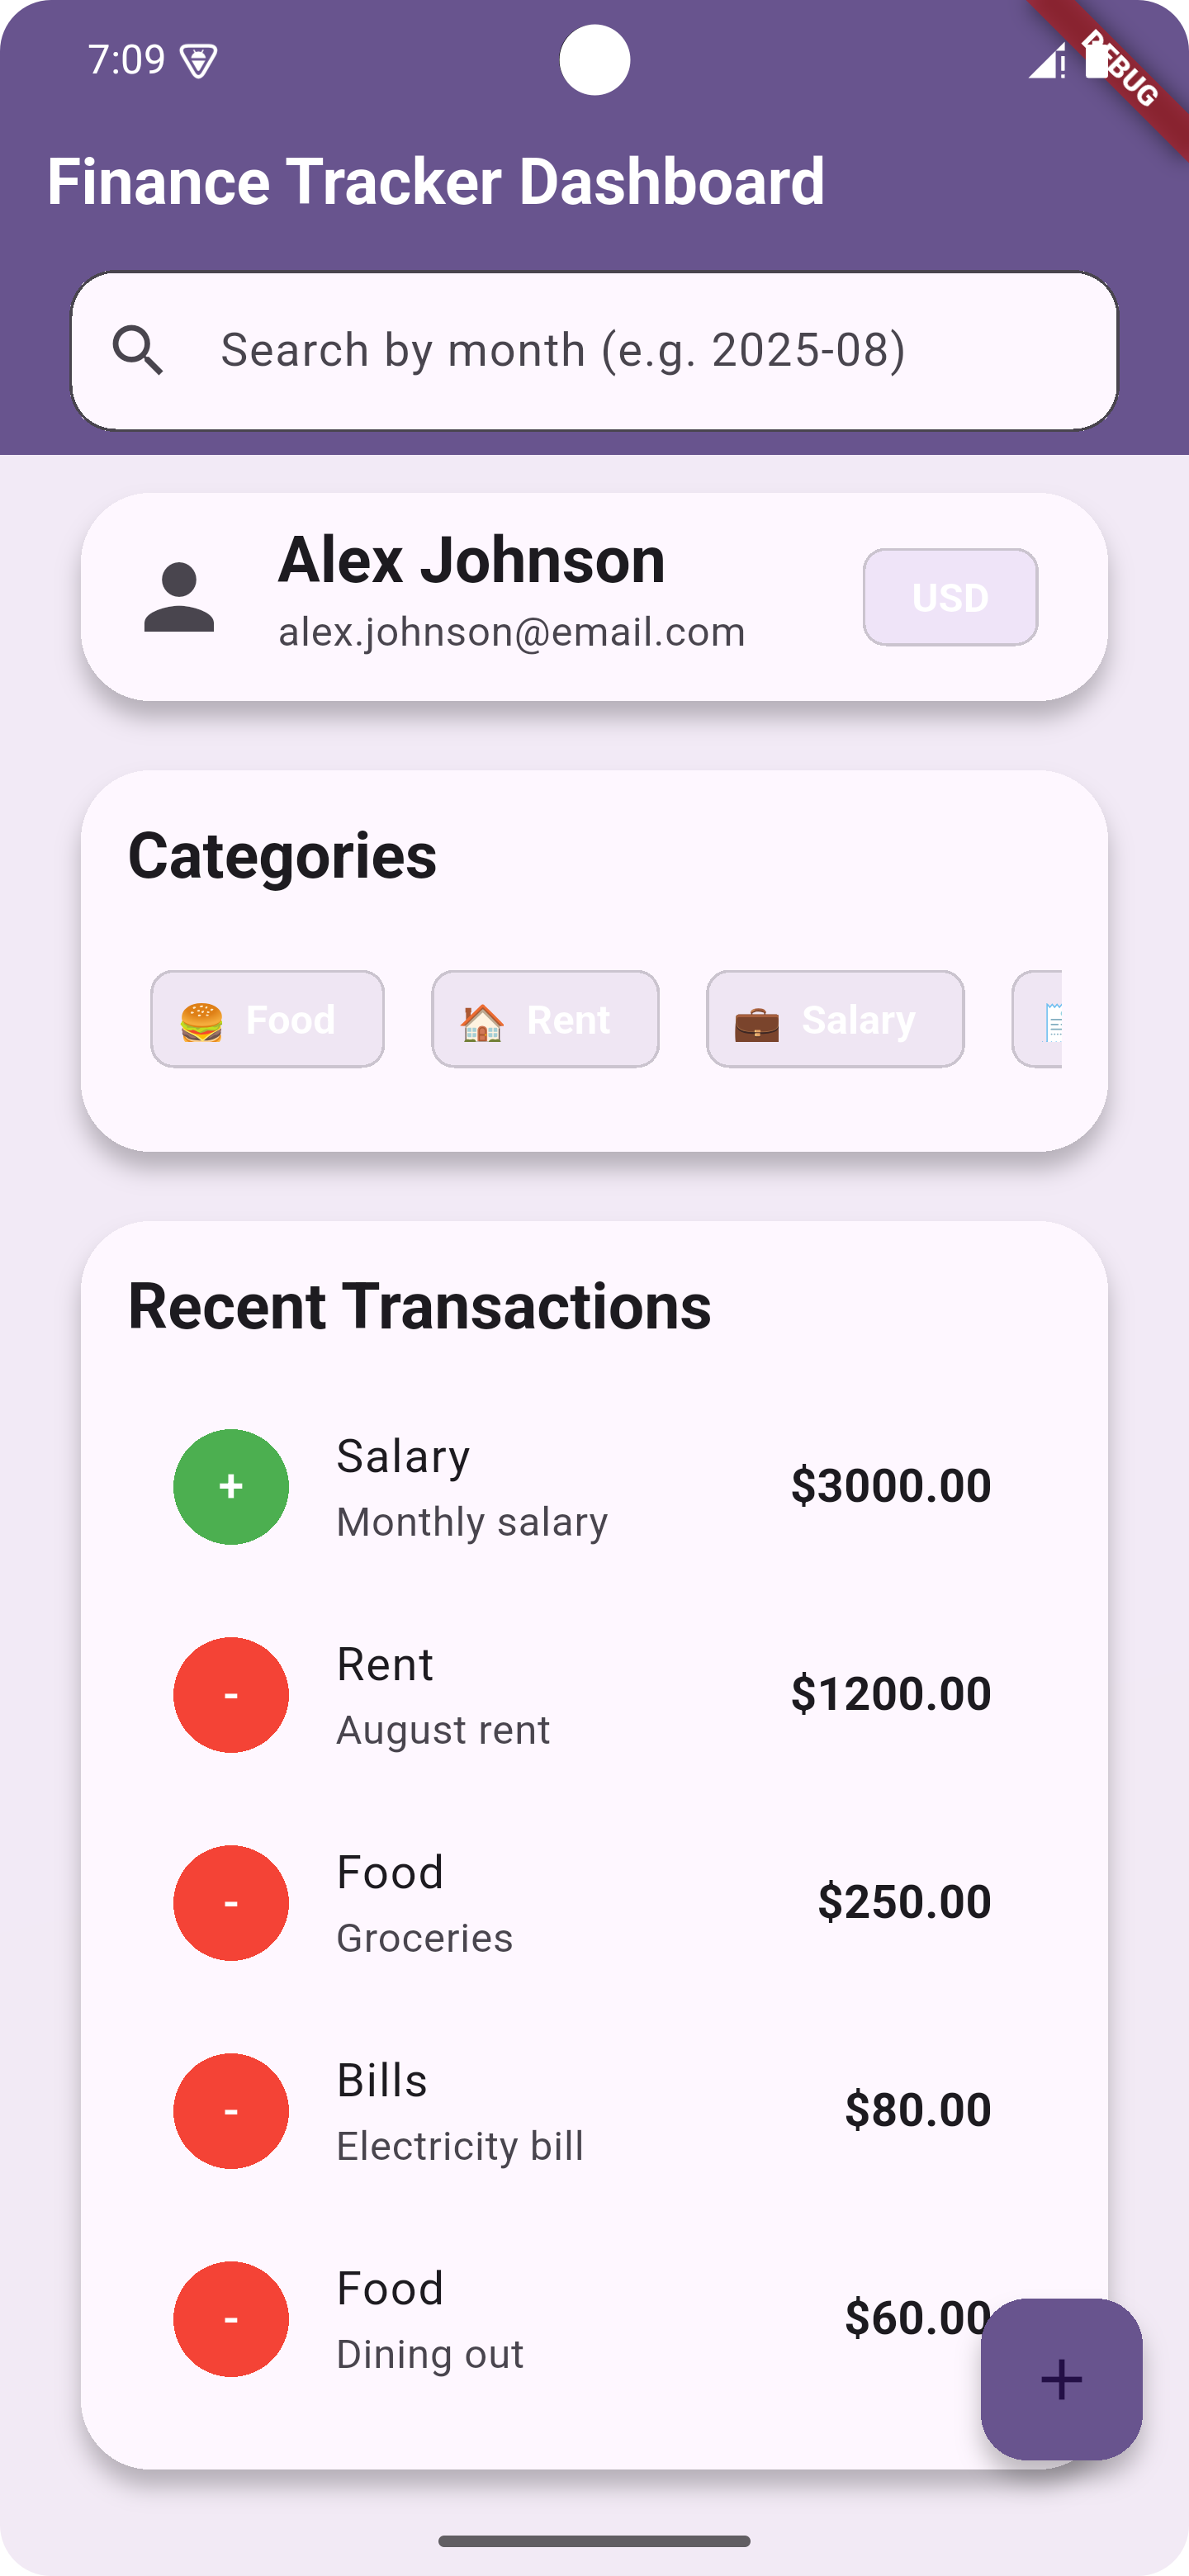 7:09
DEBUG
Finance Tracker Dashboard
Search by month (e.g. 2025-08)
Alex Johnson
alex.johnson@email.com
USD
Categories
🍔 Food
🏠 Rent
💼 Salary
Recent Transactions
+
Salary
Monthly salary
$3000.00
-
Rent
August rent
$1200.00
-
Food
Groceries
$250.00
-
Bills
Electricity bill
$80.00
-
Food
Dining out
$60.00
+